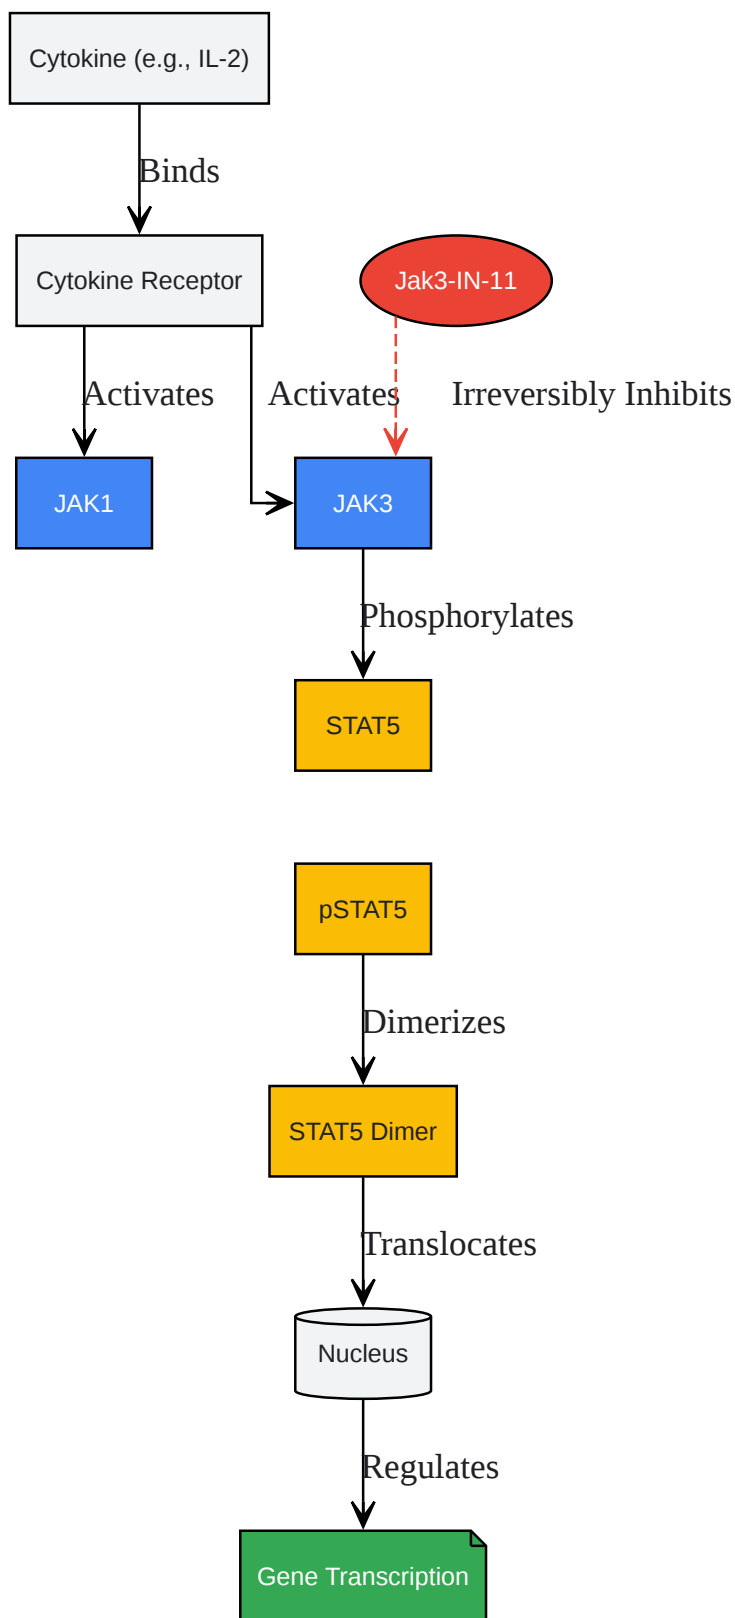 Cytokine (e.g., IL-2)
Binds
Cytokine Receptor
Jak3-IN-11
Activates
Activates
Irreversibly Inhibits
JAK1
JAK3
Phosphorylates
STAT5
pSTAT5
Dimerizes
STAT5 Dimer
Translocates
Nucleus
Regulates
Gene Transcription